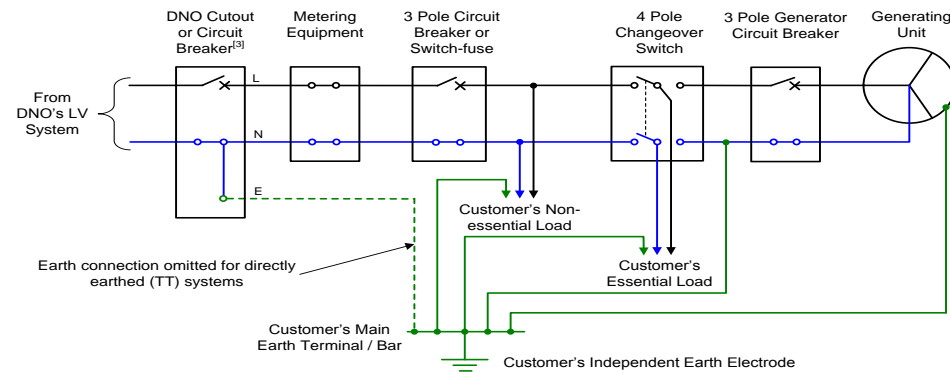 DNO Cutout
or Circuit
Breaker[3]
Metering
Equipment
3 Pole Circuit
Breaker or
Switch-fuse
4 Pole
Changeover
Switch
3 Pole Generator
Circuit Breaker
Generating
Unit
L
From
DNO's LV
System
N
E
Customer's Non-
essential Load
Customer's
Essential Load
Earth connection omitted for directly
earthed (TT) systems
Customer's Main
Earth Terminal / Bar
Customer's Independent Earth Electrode